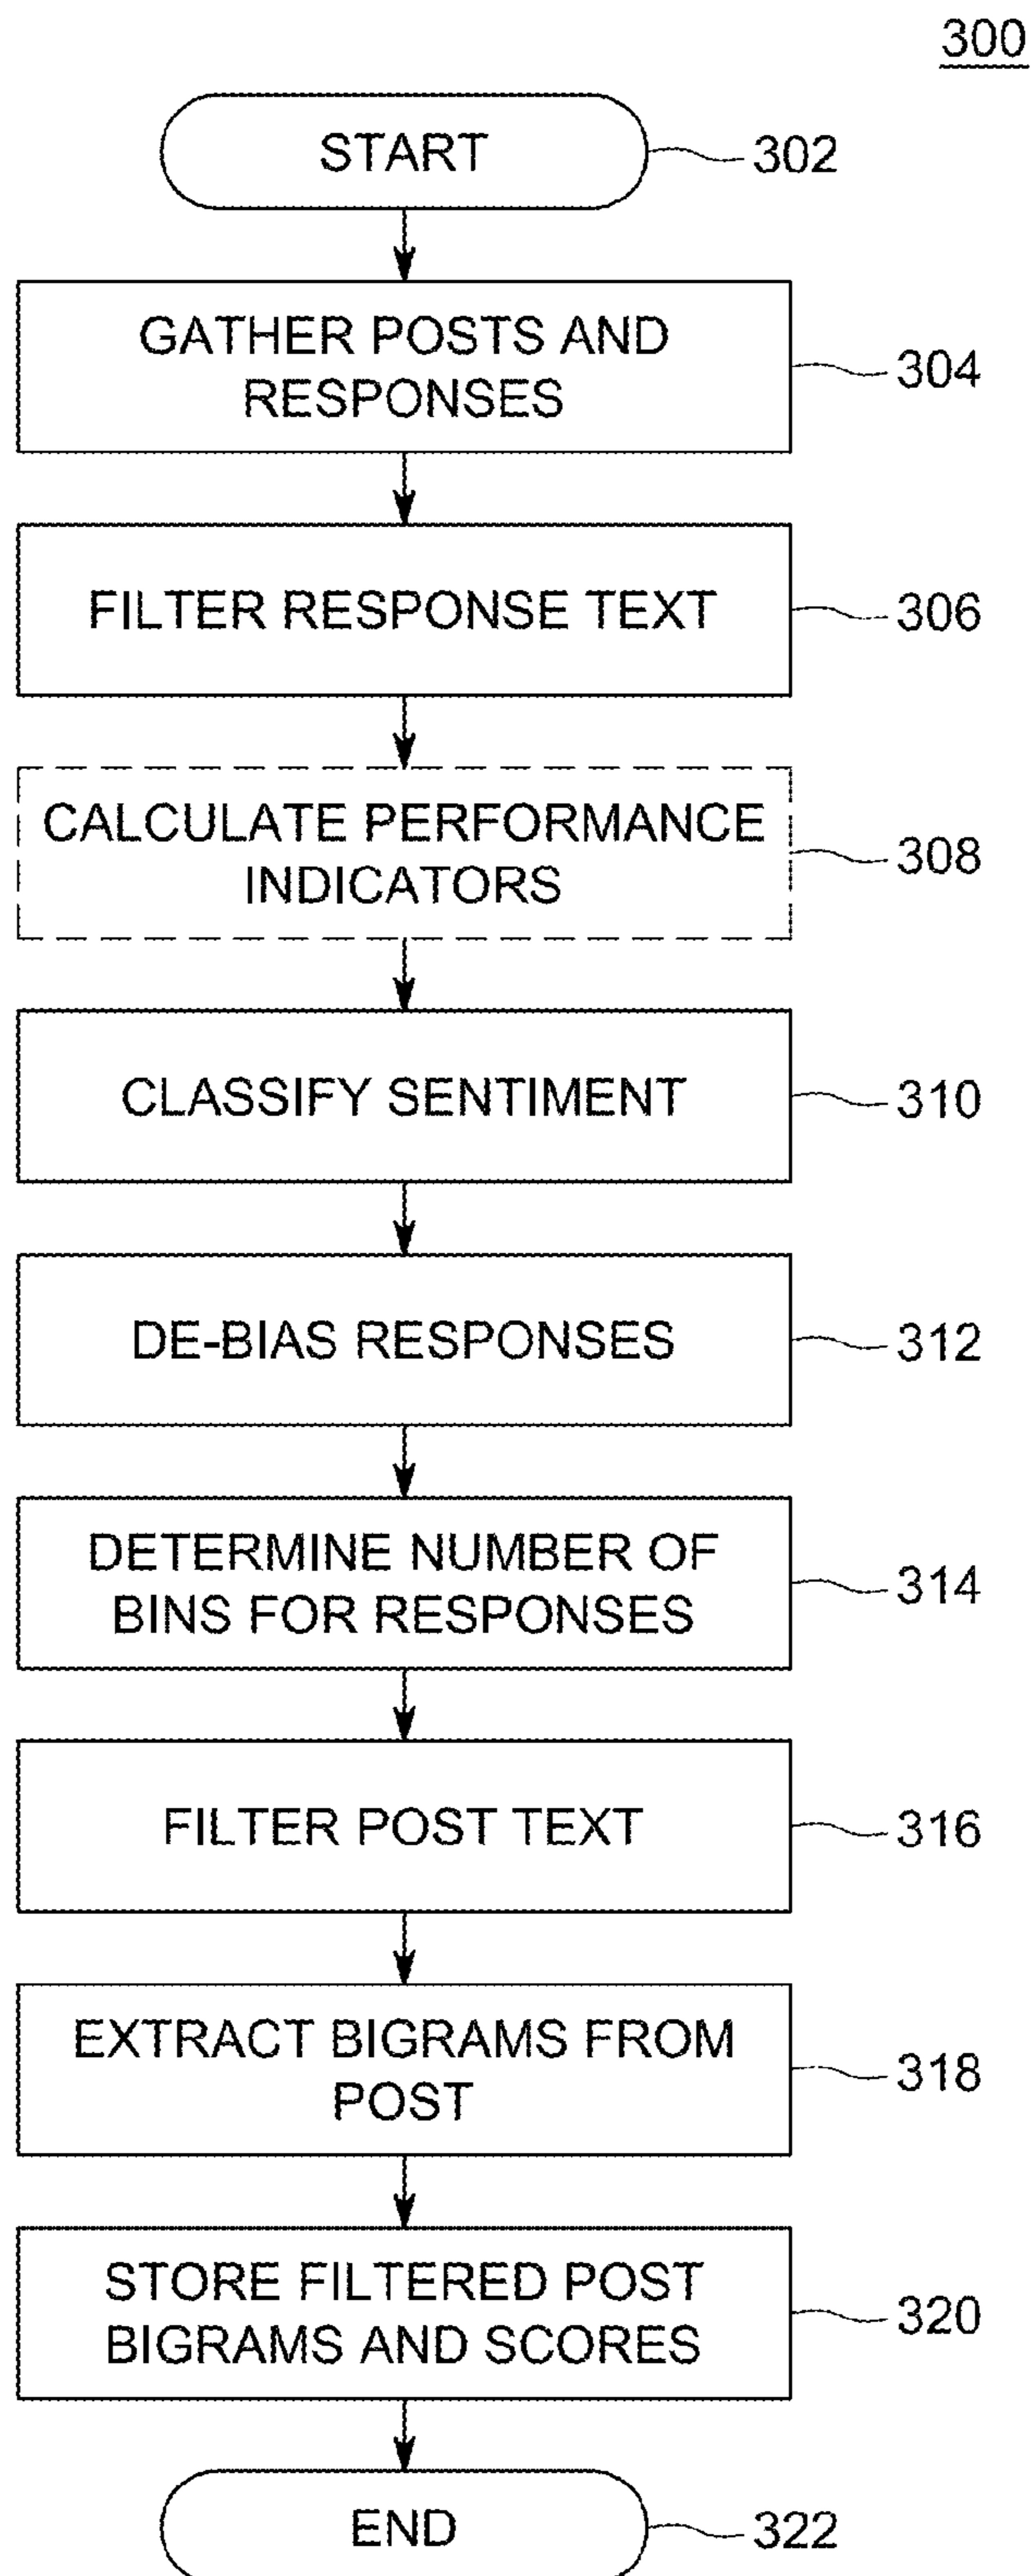 300
START
302
GATHER POSTS AND
RESPONSES
304
FILTER RESPONSE TEXT
306
CALCULATE PERFORMANCE
INDICATORS
308
CLASSIFY SENTIMENT
310
DE-BIAS RESPONSES
312
DETERMINE NUMBER OF
BINS FOR RESPONSES
314
FILTER POST TEXT
316
EXTRACT BIGRAMS FROM
POST
318
STORE FILTERED POST
BIGRAMS AND SCORES
320
END
322